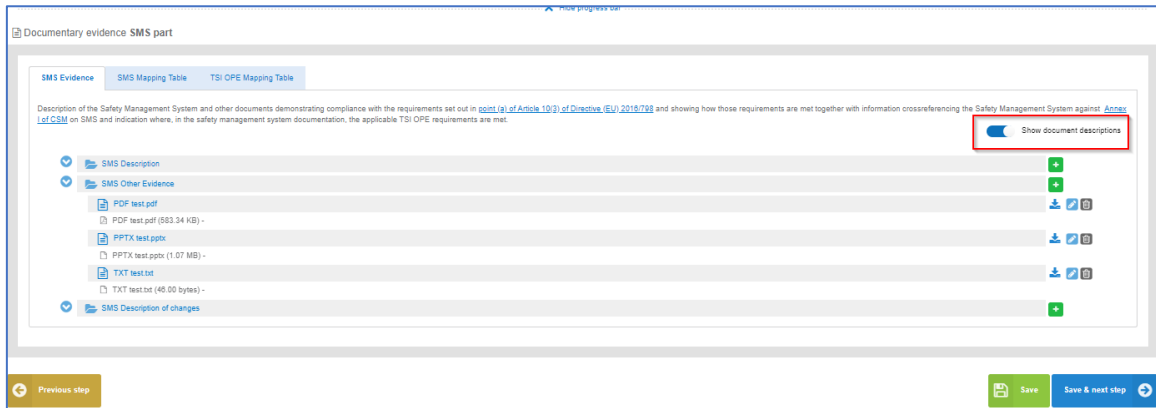 Hide progress bar
Documentary evidence SMS part
SMS Evidence SMS Mapping Table TSI OPE Mapping Table
Description of the Safety Management System and other documents demonstrating compliance with the requirements set out in point (a) of Article 10(3) of Directive (EU) 2016/798 and showing how those requirements are met together with information crossreferencing the Safety Management System against Annex
I of CSM on SMS and indication where, in the safety management system documentation, the applicable TSI OPE requirements are met.
Show document descriptions
SMS Description
SMS Other Evidence
PDF test.pdf
PDF test.pdf (583.34 KB) -
PPTX test.pptx
PPTX test.pptx (1.07 MB) -
TXT test.txt
TXT test.txt (46.00 bytes) -
SMS Description of changes
Previous step
Save
Save & next step